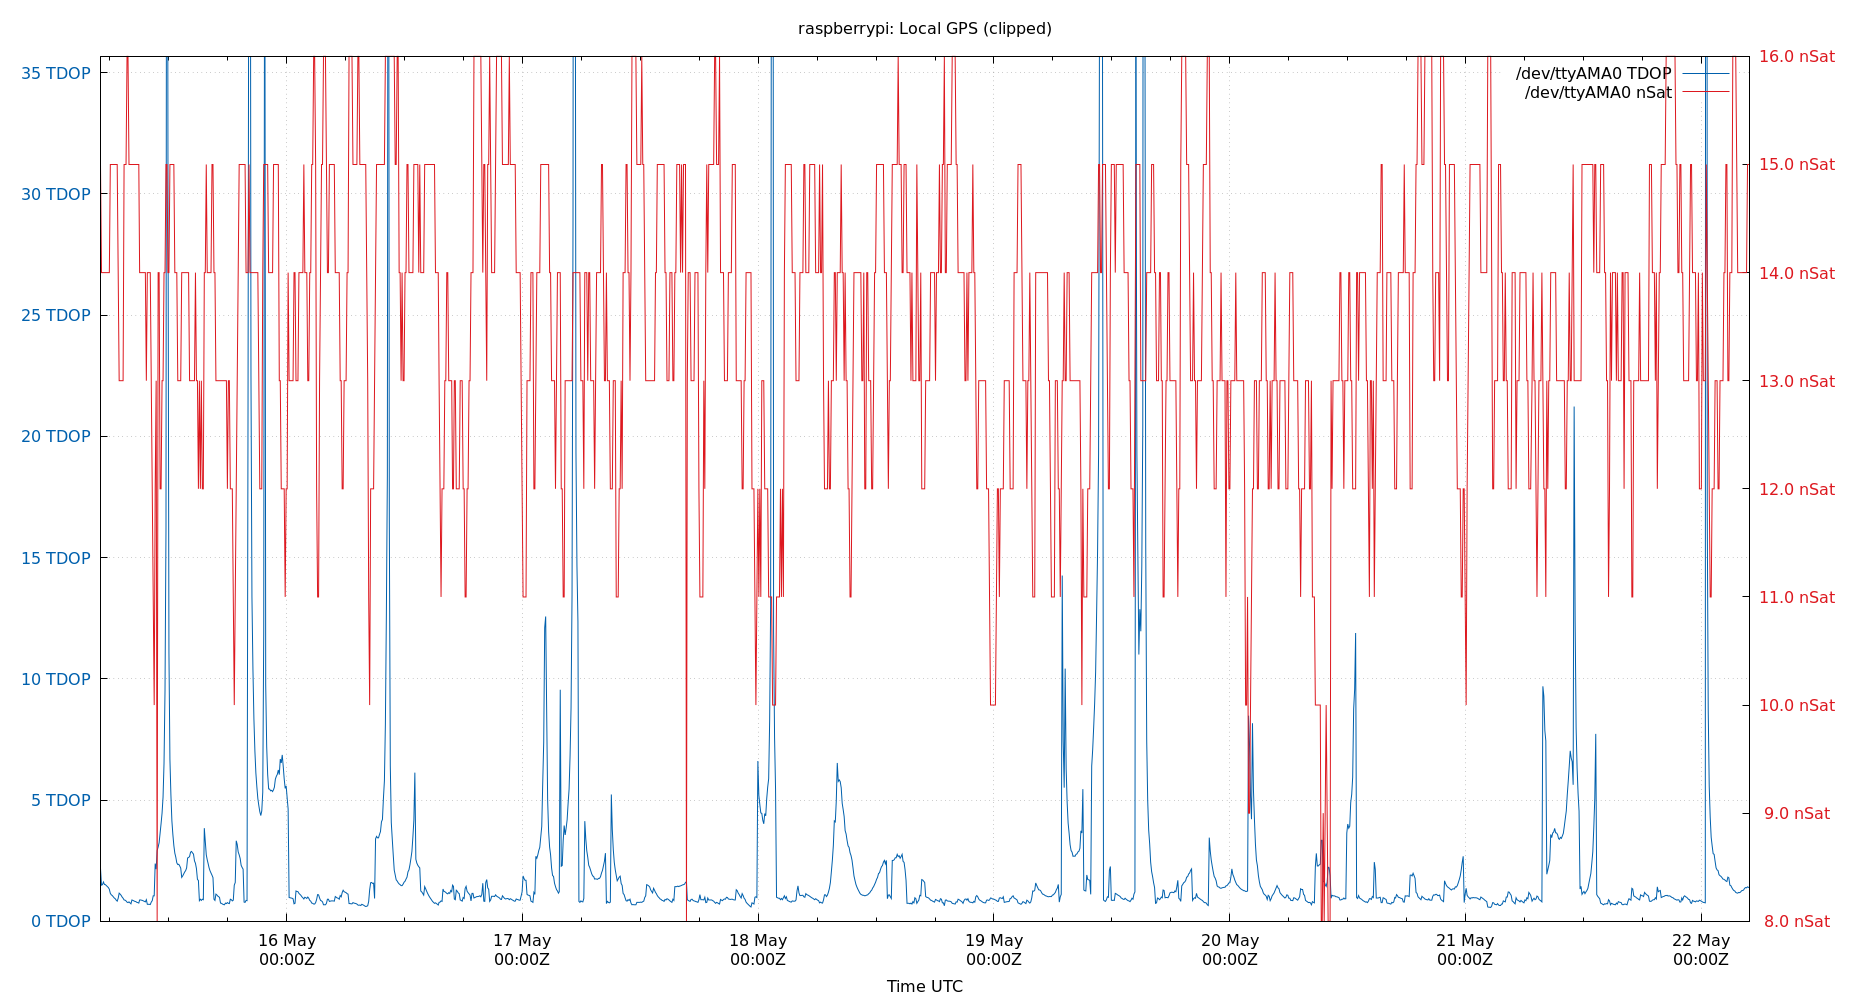 raspberrypi: Local GPS (clipped)
35 TDOP
30 TDOP
25 TDOP
20 TDOP
15 TDOP
10 TDOP
5 TDOP
0 TDOP
16.0 nSat
15.0 nSat
14.0 nSat
13.0 nSat
12.0 nSat
11.0 nSat
10.0 nSat
9.0 nSat
8.0 nSat
/dev/ttyAMA0 TDOP
/dev/ttyAMA0 nSat
16 May
00:00Z
17 May
00:00Z
18 May
00:00Z
19 May
00:00Z
20 May
00:00Z
21 May
00:00Z
22 May
00:00Z
Time UTC